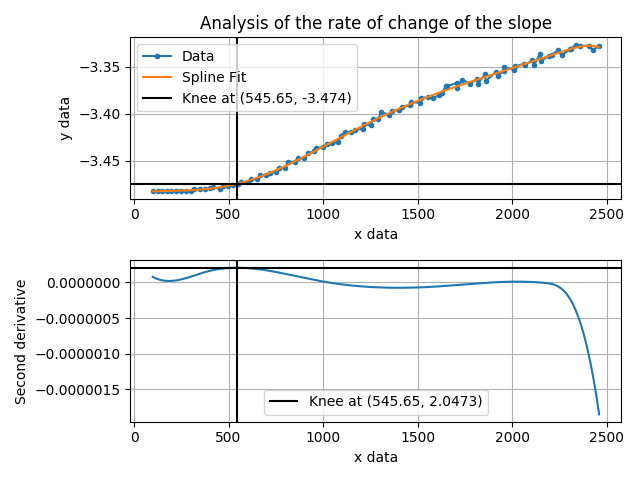 Analysis of the rate of change of the slope
Data
Spline Fit
Knee at (545.65, -3.474)
−3.35
−3.40
−3.45
y data
0 500 1000 1500 2000 2500
x data
0.0000000
−0.0000005
−0.0000010
−0.0000015
Second derivative
Knee at (545.65, 2.0473)
0 500 1000 1500 2000 2500
x data